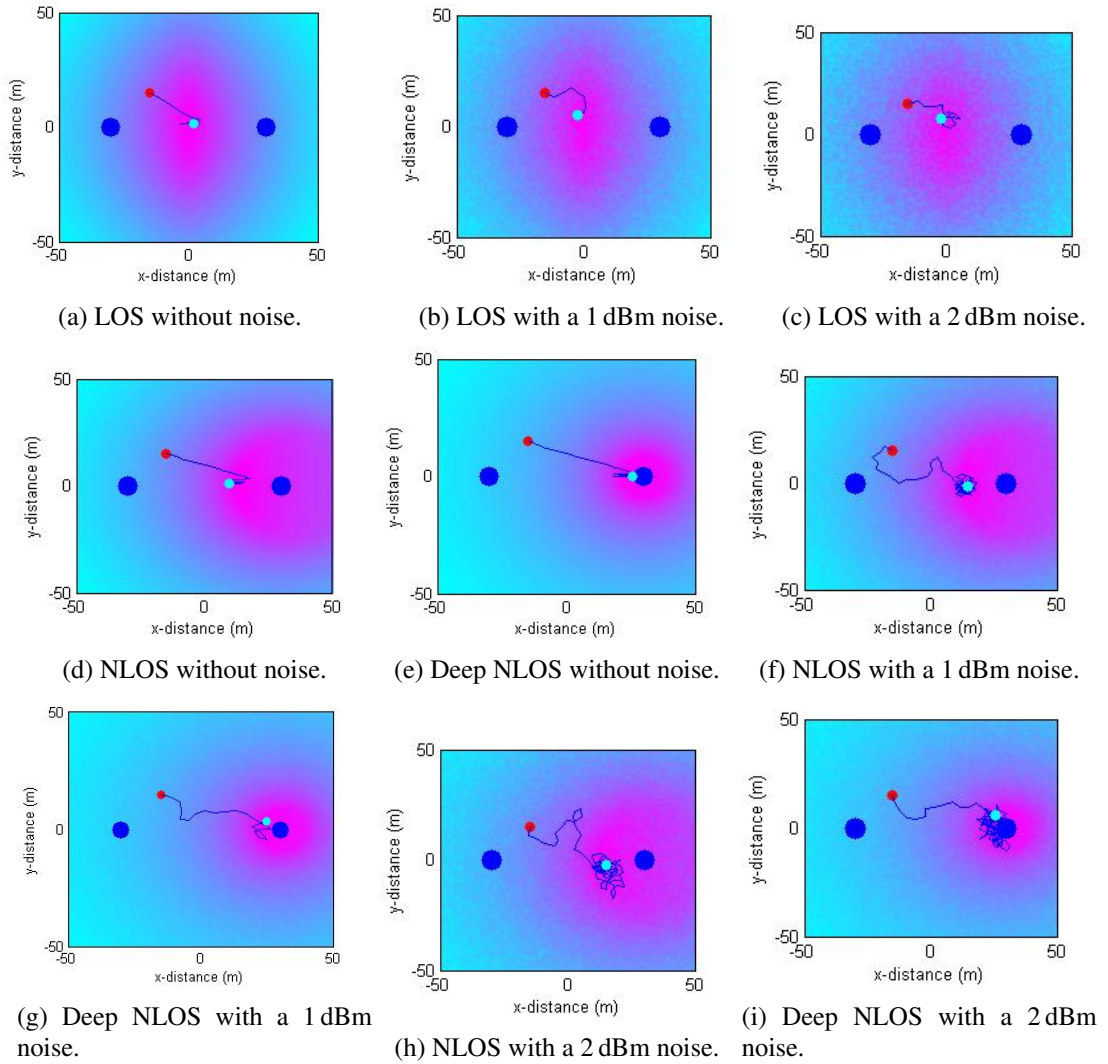 50
y-distance (m)
0
-50
-50 0 50
x-distance (m)
(a) LOS without noise.
50
y-distance (m)
0
-50
-50 0 50
x-distance (m)
(b) LOS with a 1 dBm noise.
50
y-distance (m)
0
-50
-50 0 50
x-distance (m)
(c) LOS with a 2 dBm noise.
50
y-distance (m)
0
-50
-50 0 50
x-distance (m)
(d) NLOS without noise.
50
y-distance (m)
0
-50
-50 0 50
x-distance (m)
(e) Deep NLOS without noise.
50
y-distance (m)
0
-50
-50 0 50
x-distance (m)
(f) NLOS with a 1 dBm noise.
50
y-distance (m)
0
-50
-50 0 50
x-distance (m)
(g) Deep NLOS with a 1 dBm
noise.
50
y-distance (m)
0
-50
-50 0 50
x-distance (m)
(h) NLOS with a 2 dBm noise.
50
y-distance (m)
0
-50
-50 0 50
x-distance (m)
(i) Deep NLOS with a 2 dBm
noise.